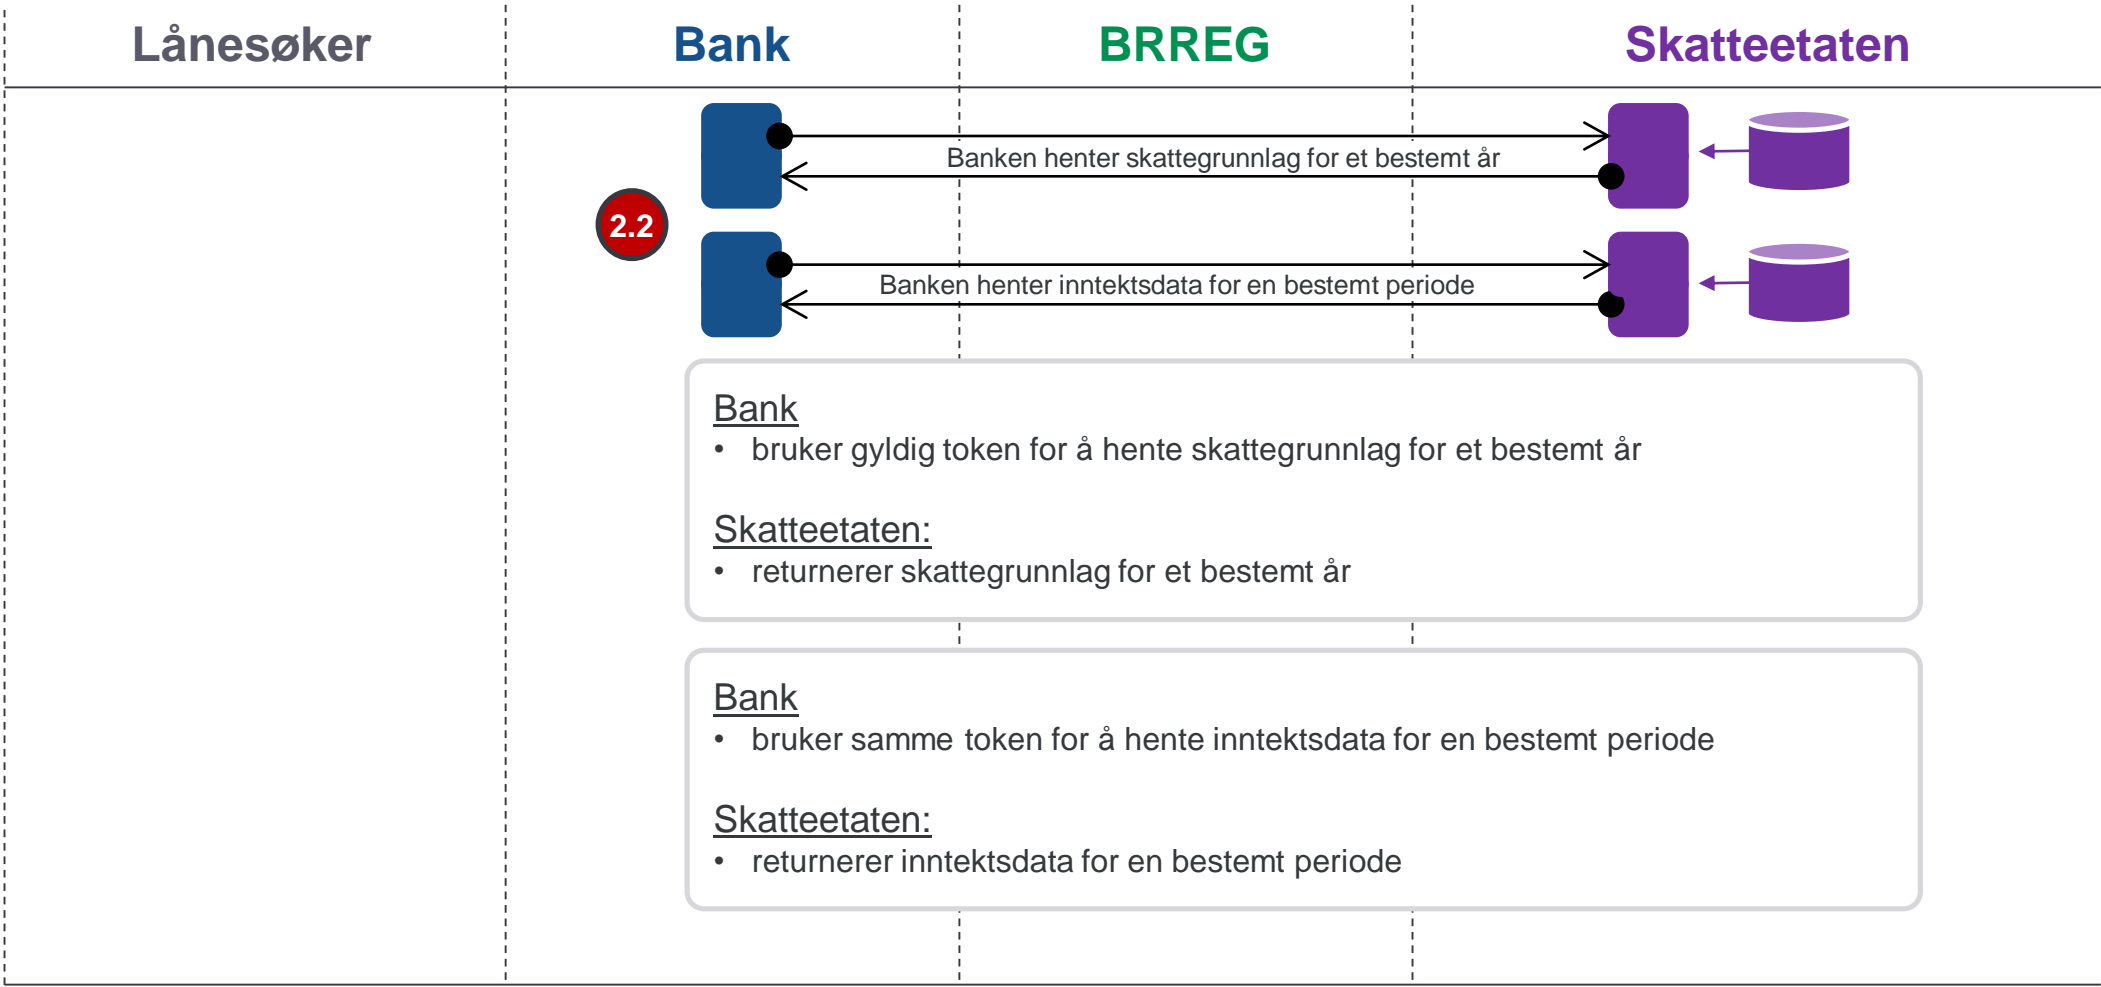 Lånesøker
Bank
BRREG
Skatteetaten
Banken henter skattegrunnlag for et bestemt år
2.2
Banken henter inntektsdata for en bestemt periode
Bank
• bruker gyldig token for å hente skattegrunnlag for et bestemt år
Skatteetaten:
• returnerer skattegrunnlag for et bestemt år
Bank
• bruker samme token for å hente inntektsdata for en bestemt periode
Skatteetaten:
• returnerer inntektsdata for en bestemt periode